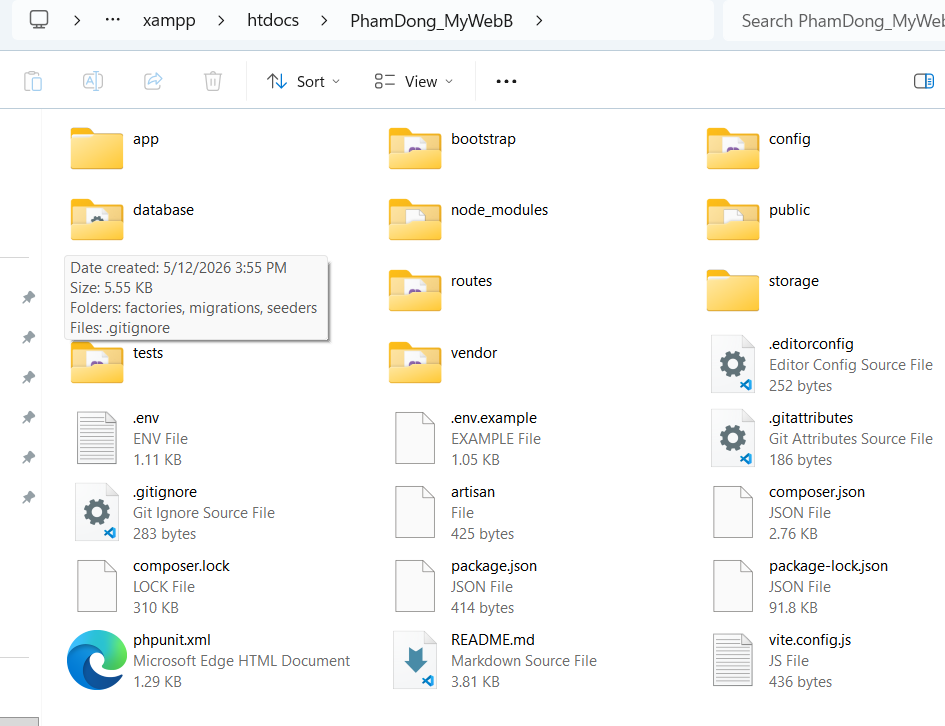 xampp
htdocs
PhamDong_MyWebB
Search PhamDong_MyWeb
Sort
View
app
bootstrap
config
database
node_modules
public
Date created: 5/12/2026 3:55 PM
Size: 5.55 KB
Folders: factories, migrations, seeders
Files: .gitignore
routes
storage
tests
vendor
.editorconfig
Editor Config Source File
252 bytes
.env
ENV File
1.11 KB
.env.example
EXAMPLE File
1.05 KB
.gitattributes
Git Attributes Source File
186 bytes
.gitignore
Git Ignore Source File
283 bytes
artisan
File
425 bytes
composer.json
JSON File
2.76 KB
composer.lock
LOCK File
310 KB
package.json
JSON File
414 bytes
package-lock.json
JSON File
91.8 KB
phpunit.xml
Microsoft Edge HTML Document
1.29 KB
README.md
Markdown Source File
3.81 KB
vite.config.js
JS File
436 bytes